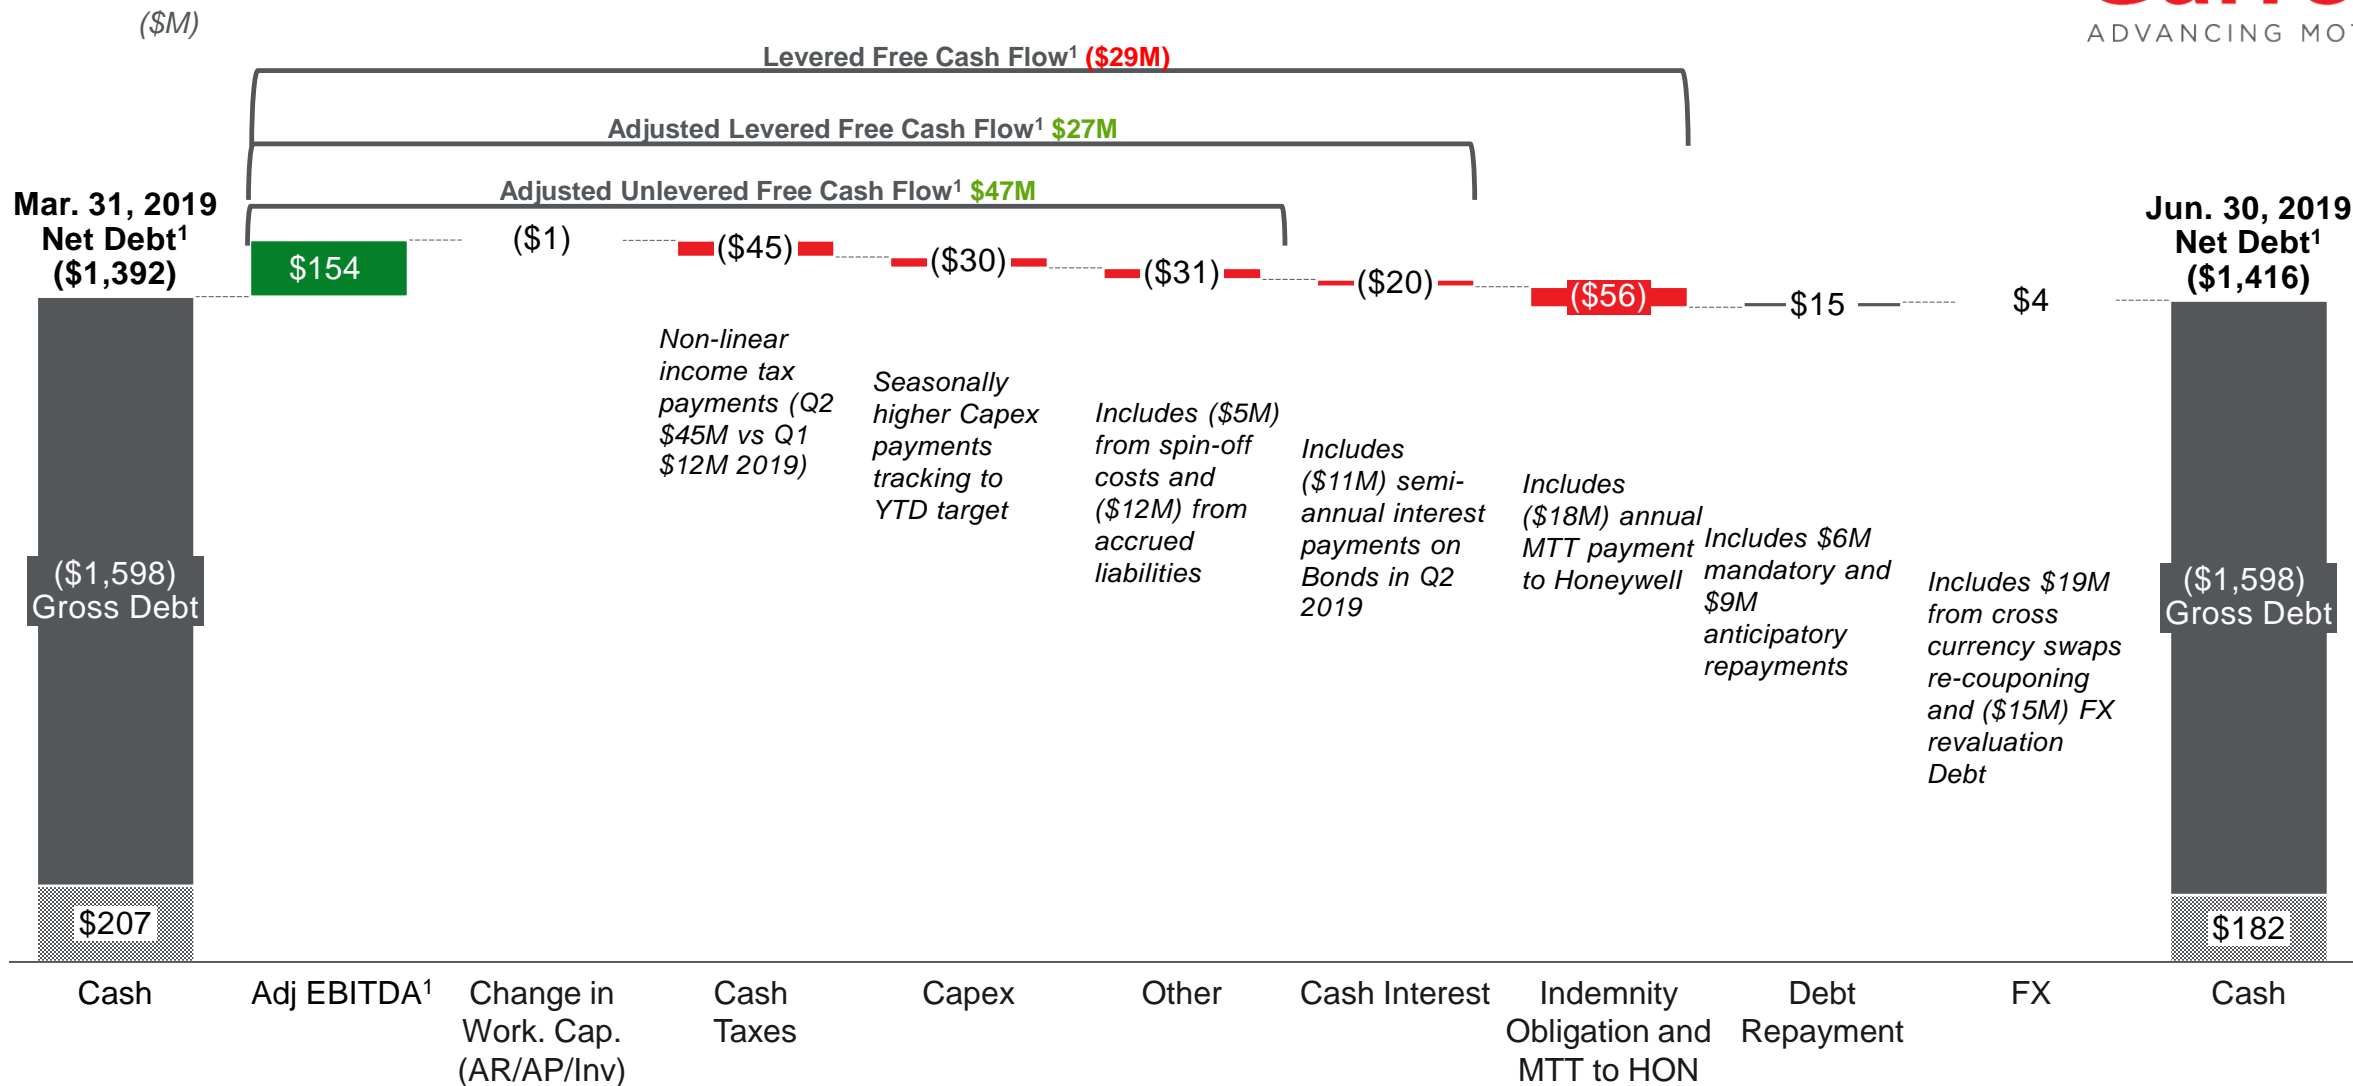 ($M)
ADVANCING
Levered Free Cash Flow¹ ($29M)
Adjusted Levered Free Cash Flow¹ $27M
Adjusted Unlevered Free Cash Flow¹ $47M
Mar. 31, 2019
Net Debt¹
($1,392)
Jun. 30, 2019
Net Debt¹
($1,416)
$154
($1)
($45)
($30)
($31)
($20)
($56)
$15
$4
Non-linear
income tax
payments (Q2
$45M vs Q1
$12M 2019)
Seasonally
higher Capex
payments
tracking to
YTD target
Includes ($5M)
from spin-off
costs and
($12M) from
accrued
liabilities
Includes
($11M) semi-
annual interest
payments on
Bonds in Q2
2019
Includes
($18M) annual
MTT payment
to Honeywell
Includes $6M
mandatory and
$9M
anticipatory
repayments
Includes $19M
from cross
currency swaps
re-couponing
and ($15M) FX
revaluation
Debt
($1,598)
Gross Debt
$207
($1,598)
Gross Debt
$182
Cash
Adj EBITDA¹
Change in
Work. Cap.
(AR/AP/Inv)
Cash
Taxes
Capex
Other
Cash Interest
Indemnity
Obligation and
MTT to HON
Debt
Repayment
FX
Cash